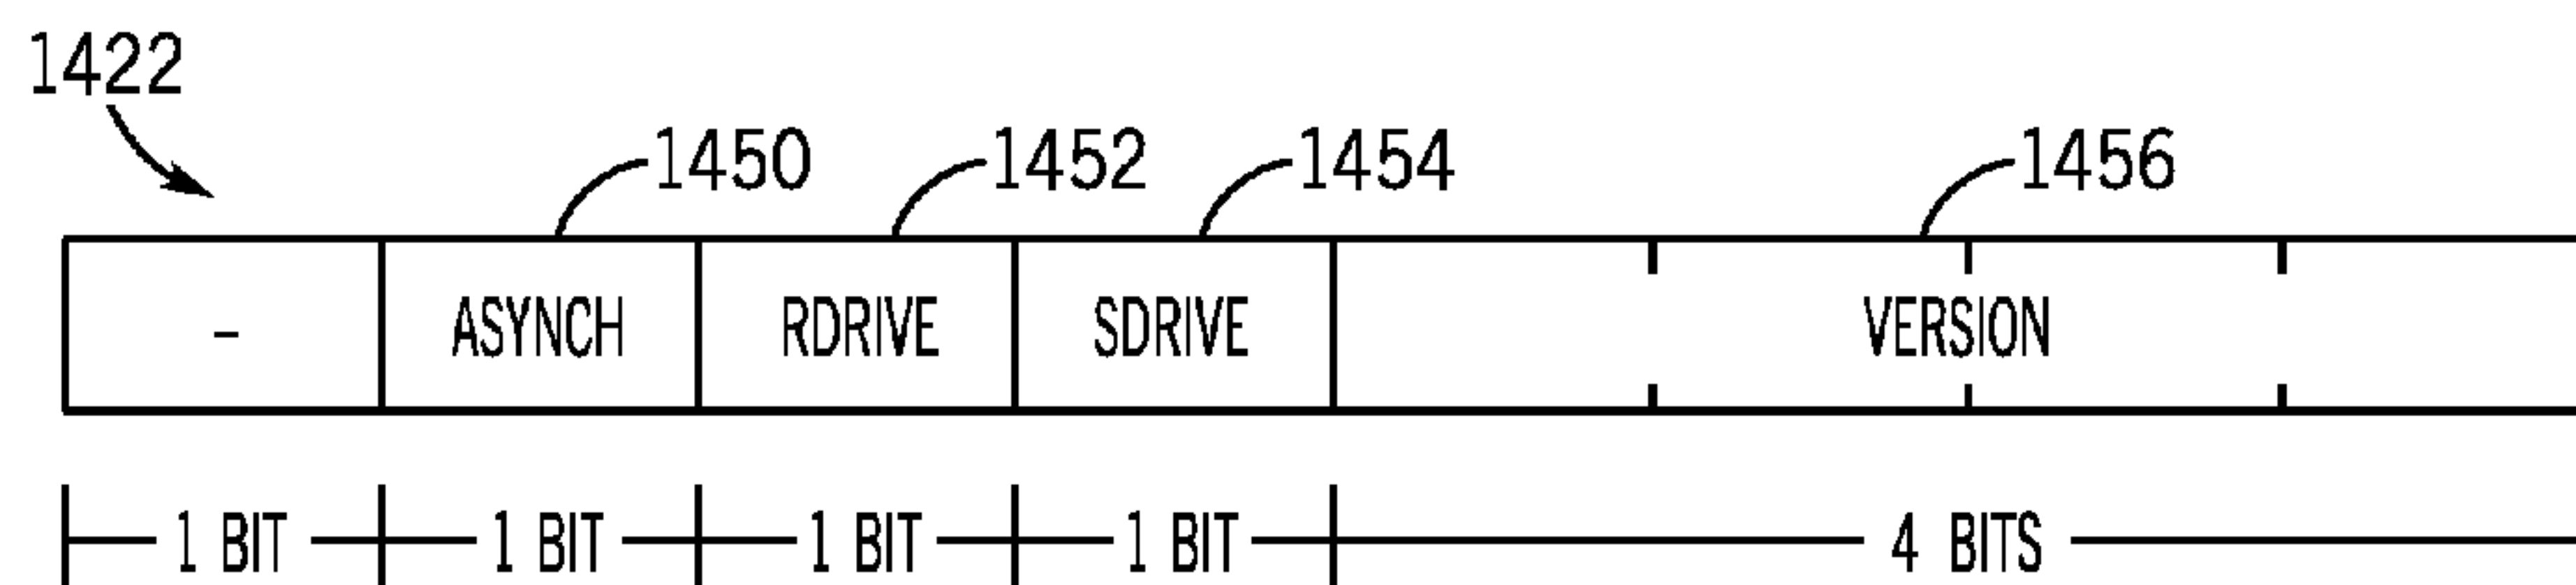 1422
1450 1452 1454 1456
– ASYNCH RDRIVE SDRIVE VERSION
1 BIT 1 BIT 1 BIT 1 BIT 4 BITS